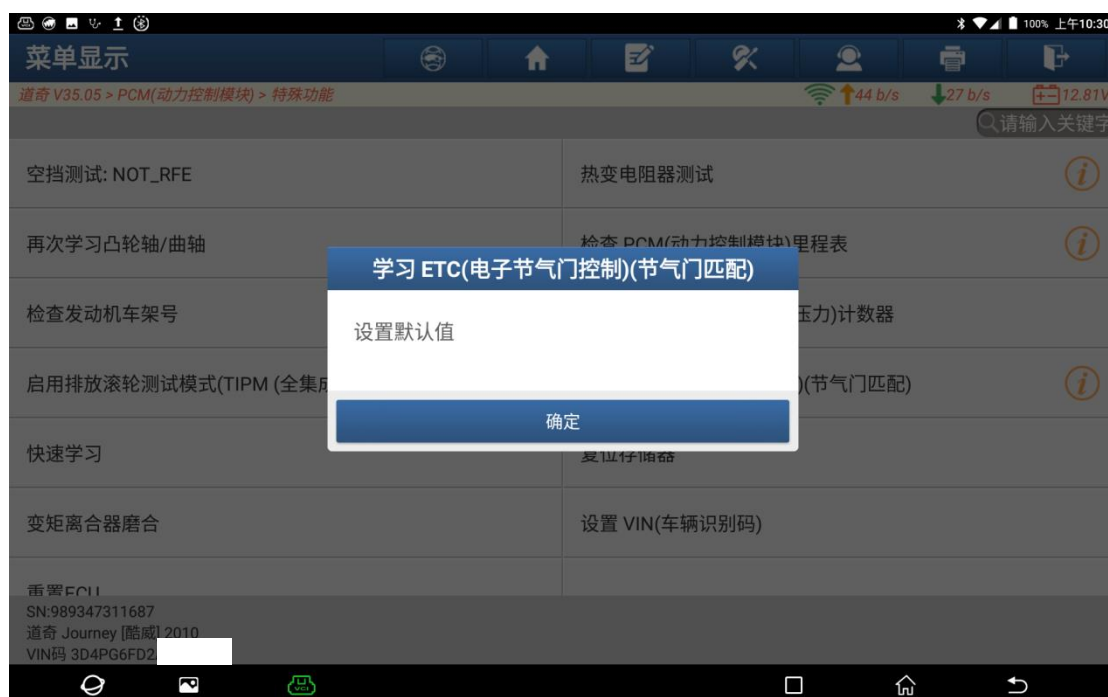 100% 上午10:30
菜单显示
道奇 V35.05 > PCM(动力控制模块) > 特殊功能
44 b/s
27 b/s
12.81V
请输入关键字
空挡测试: NOT_RFE
热变电阻器测试
再次学习凸轮轴/曲轴
检查 PCM(动力控制模块)里程表
学习 ETC(电子节气门控制)(节气门匹配)
设置默认值
确定
检查发动机车架号
压力)计数器
启用排放滚轮测试模式(TIPM (全集成
)(节气门匹配)
快速学习
复位存储器
变矩离合器磨合
设置 VIN(车辆识别码)
重置ECU
SN:989347311687
道奇 Journey [酷威] 2010
VIN码 3D4PG6FD2
VCI